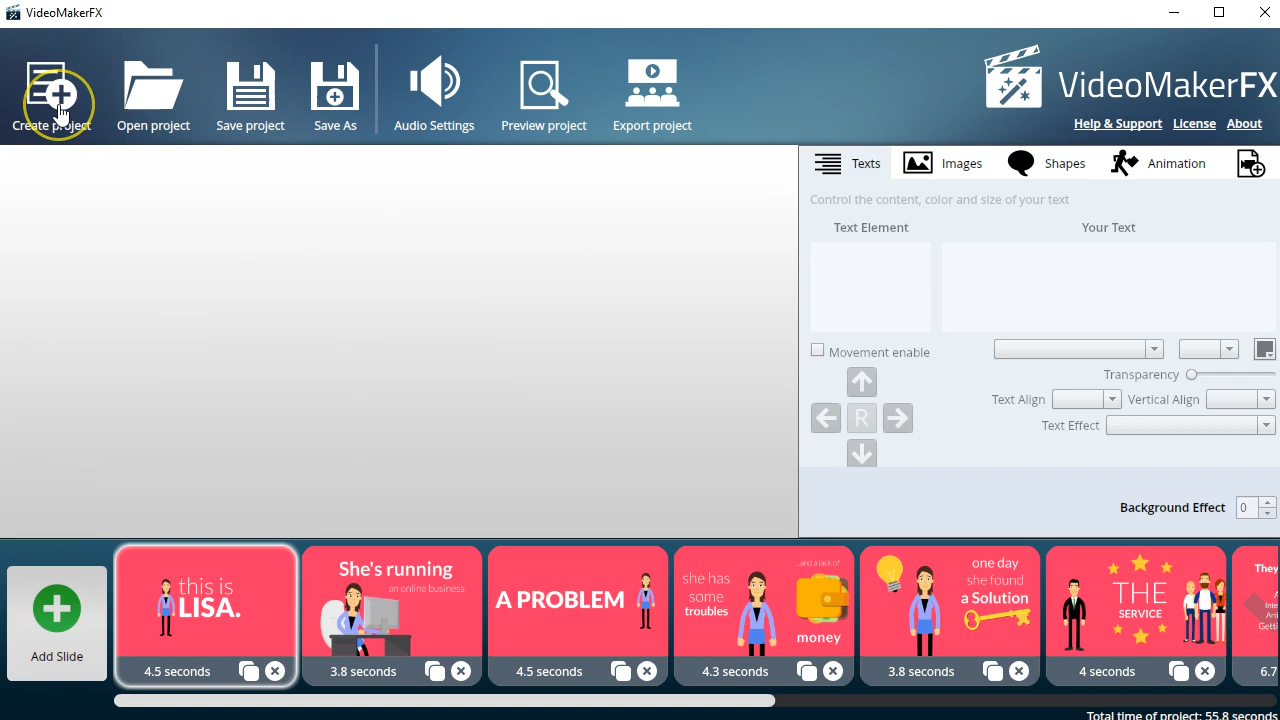 VideoMakerFX
Create project
Open project
Save project
Save As
Audio Settings
Preview project
Export project
VideoMakerFX
Help & Support
License
About
Texts
Images
Shapes
Animation
Control the content, color and size of your text
Text Element
Your Text
Movement enable
R
Transparency
Text Align
Vertical Align
Text Effect
Background Effect
0
Add Slide
this is
LISA.
4.5 seconds
She's running
an online business
3.8 seconds
A PROBLEM
4.5 seconds
she has
some
troubles
...and a lack of
money
4.3 seconds
one day
she found
a Solution
3.8 seconds
THE
SERVICE
4 seconds
They
6.7
Total time of project: 55.8 seconds